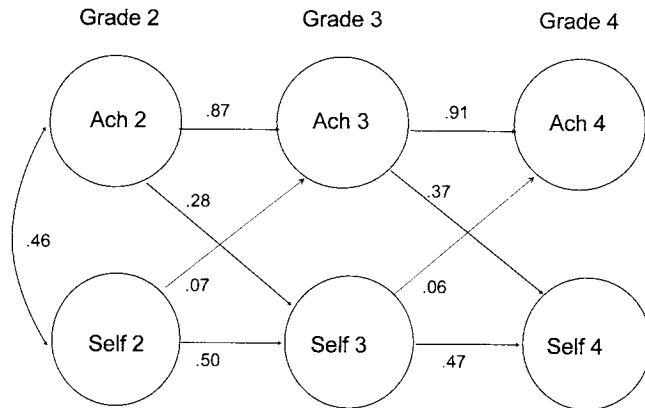 Grade 2 Grade 3 Grade 4
.87 .91
Ach 2 Ach 3 Ach 4
.28 .37
.46
.07 .06
Self 2 Self 3 Self 4
.50 .47